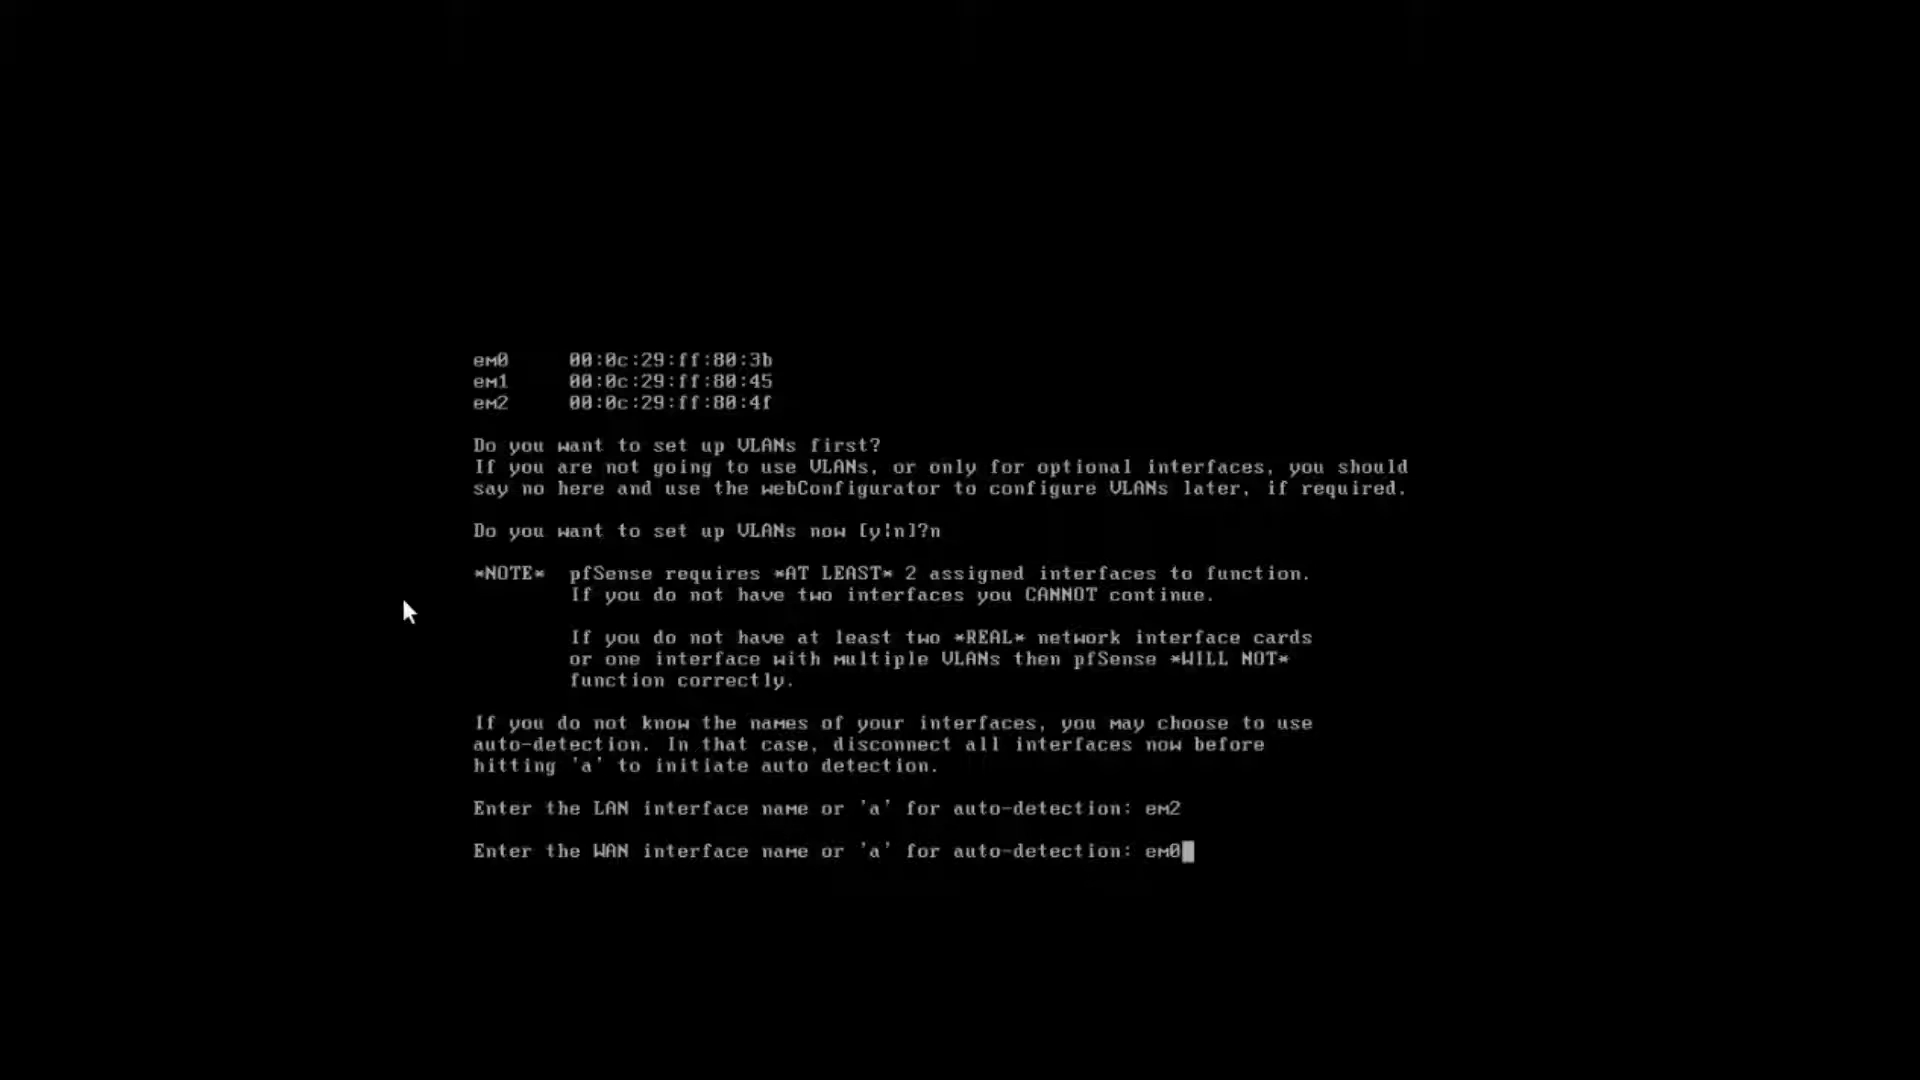 em0     00:0c:29:ff:80:3b
em1     00:0c:29:ff:80:45
em2     00:0c:29:ff:80:4f
Do you want to set up VLANs first?
If you are not going to use VLANs, or only for optional interfaces, you should
say no here and use the webConfigurator to configure VLANs later, if required.
Do you want to set up VLANs now [y|n]?n
*NOTE*  pfSense requires *AT LEAST* 2 assigned interfaces to function.
If you do not have two interfaces you CANNOT continue.
If you do not have at least two *REAL* network interface cards
or one interface with multiple VLANs then pfSense *WILL NOT*
function correctly.
If you do not know the names of your interfaces, you may choose to use
auto-detection. In that case, disconnect all interfaces now before
hitting 'a' to initiate auto detection.
Enter the LAN interface name or 'a' for auto-detection: em2
Enter the WAN interface name or 'a' for auto-detection: em0